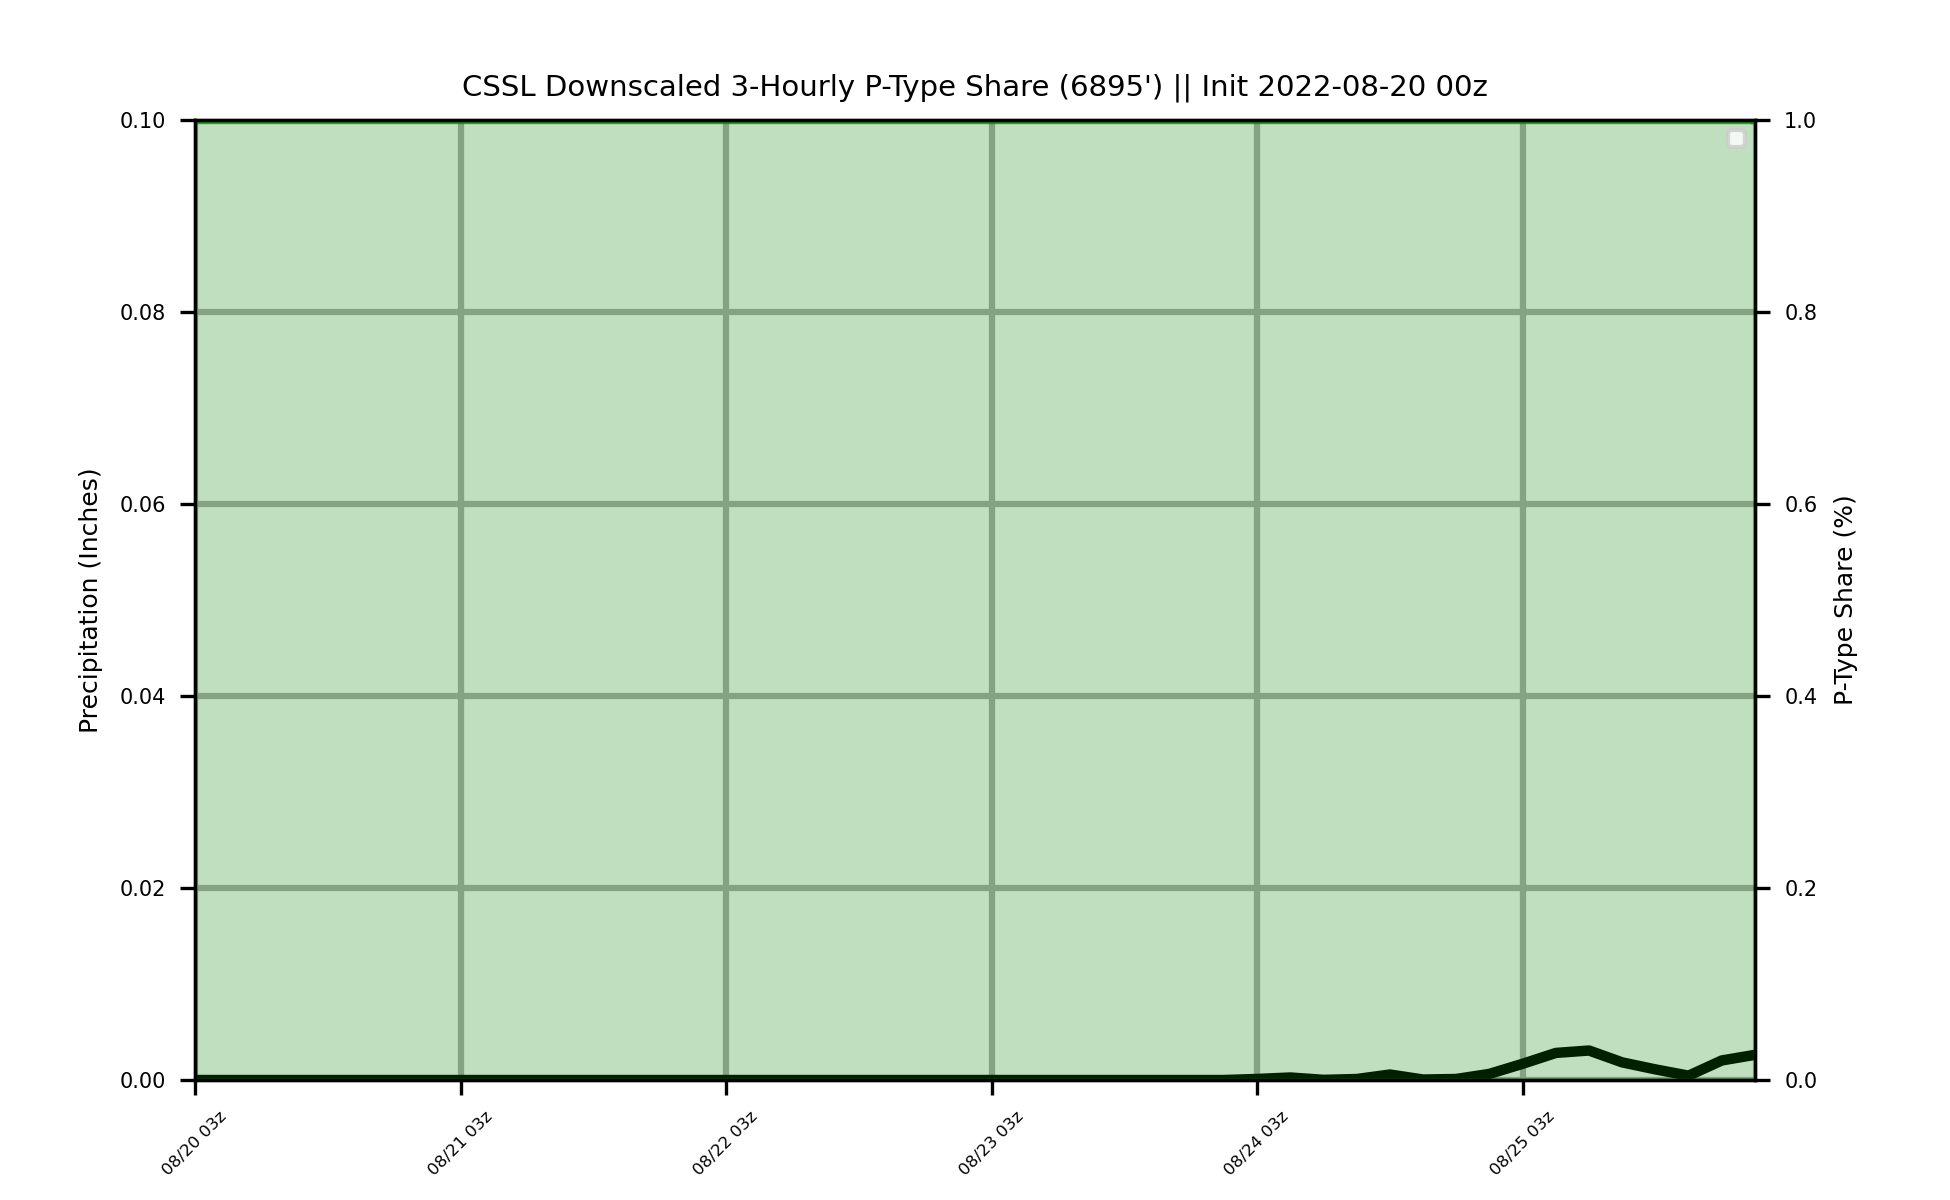 CSSL Downscaled 3-Hourly P-Type Share (6895') || Init 2022-08-20 00z
Precipitation (Inches)
0.10
0.08
0.06
0.04
0.02
0.00
1.0
0.8
0.6
0.4
0.2
0.0
P-Type Share (%)
08/20 03z
08/21 03z
08/22 03z
08/23 03z
08/24 03z
08/25 03z